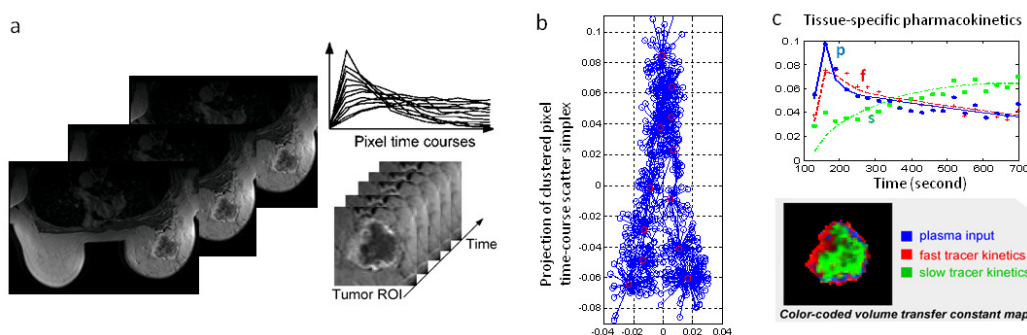 a
Pixel time courses
Time
Tumor ROI
b
Projection of clustered pixel
time-course scatter simplex
0.1
0.08
0.06
0.04
0.02
0
-0.02
-0.04
-0.06
-0.08
-0.04 -0.02 0 0.02 0.04
c
Tissue-specific pharmacokinetics
0.1
0.08
0.06
0.04
0.02
0
p
f
s
100 200 300 400 500 600 700
Time (second)
plasma input
fast tracer kinetics
slow tracer kinetics
Color-coded volume transfer constant map